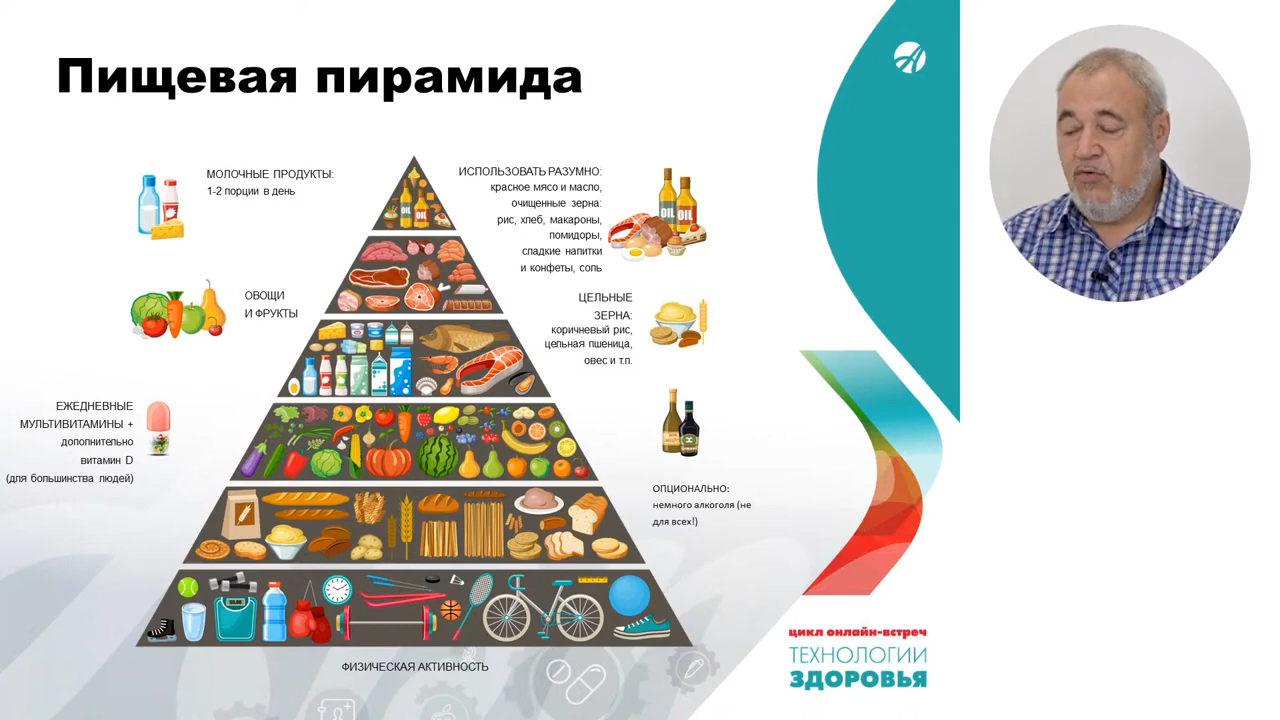 Пищевая пирамида
МОЛОЧНЫЕ ПРОДУКТЫ:
1-2 порции в день
ОВОЩИ
И ФРУКТЫ
ЕЖЕДНЕВНЫЕ
МУЛЬТИВИТАМИНЫ +
дополнительно
витамин D
(для большинства людей)
ИСПОЛЬЗОВАТЬ РАЗУМНО:
красное мясо и масло,
очищенные зерна:
рис, хлеб, макароны,
помидоры,
сладкие напитки
и конфеты, соль
OIL
OIL
OIL
OIL
ЦЕЛЬНЫЕ
ЗЕРНА:
коричневый рис,
цельная пшеница,
овес и т.п.
ОПЦИОНАЛЬНО:
немного алкоголя (не
для всех!)
ФИЗИЧЕСКАЯ АКТИВНОСТЬ
цикл онлайн-встреч
ТЕХНОЛОГИИ
ЗДОРОВЬЯ